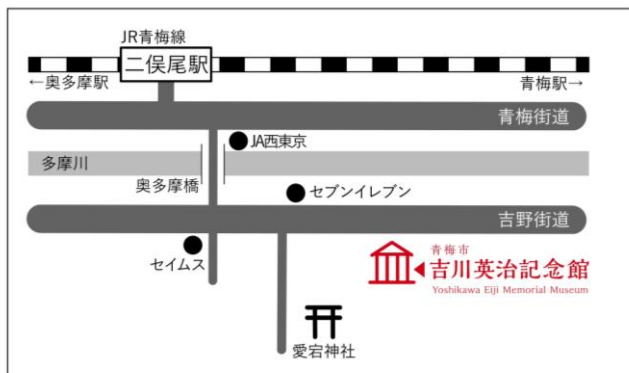 JR青梅線
二俣尾駅
←奥多摩駅
青梅駅→
青梅街道
JA西東京
多摩川
奥多摩橋
セブンイレブン
吉野街道
セイムス
青梅市
吉川英治記念館
Yoshikawa Eiji Memorial Museum
愛宕神社